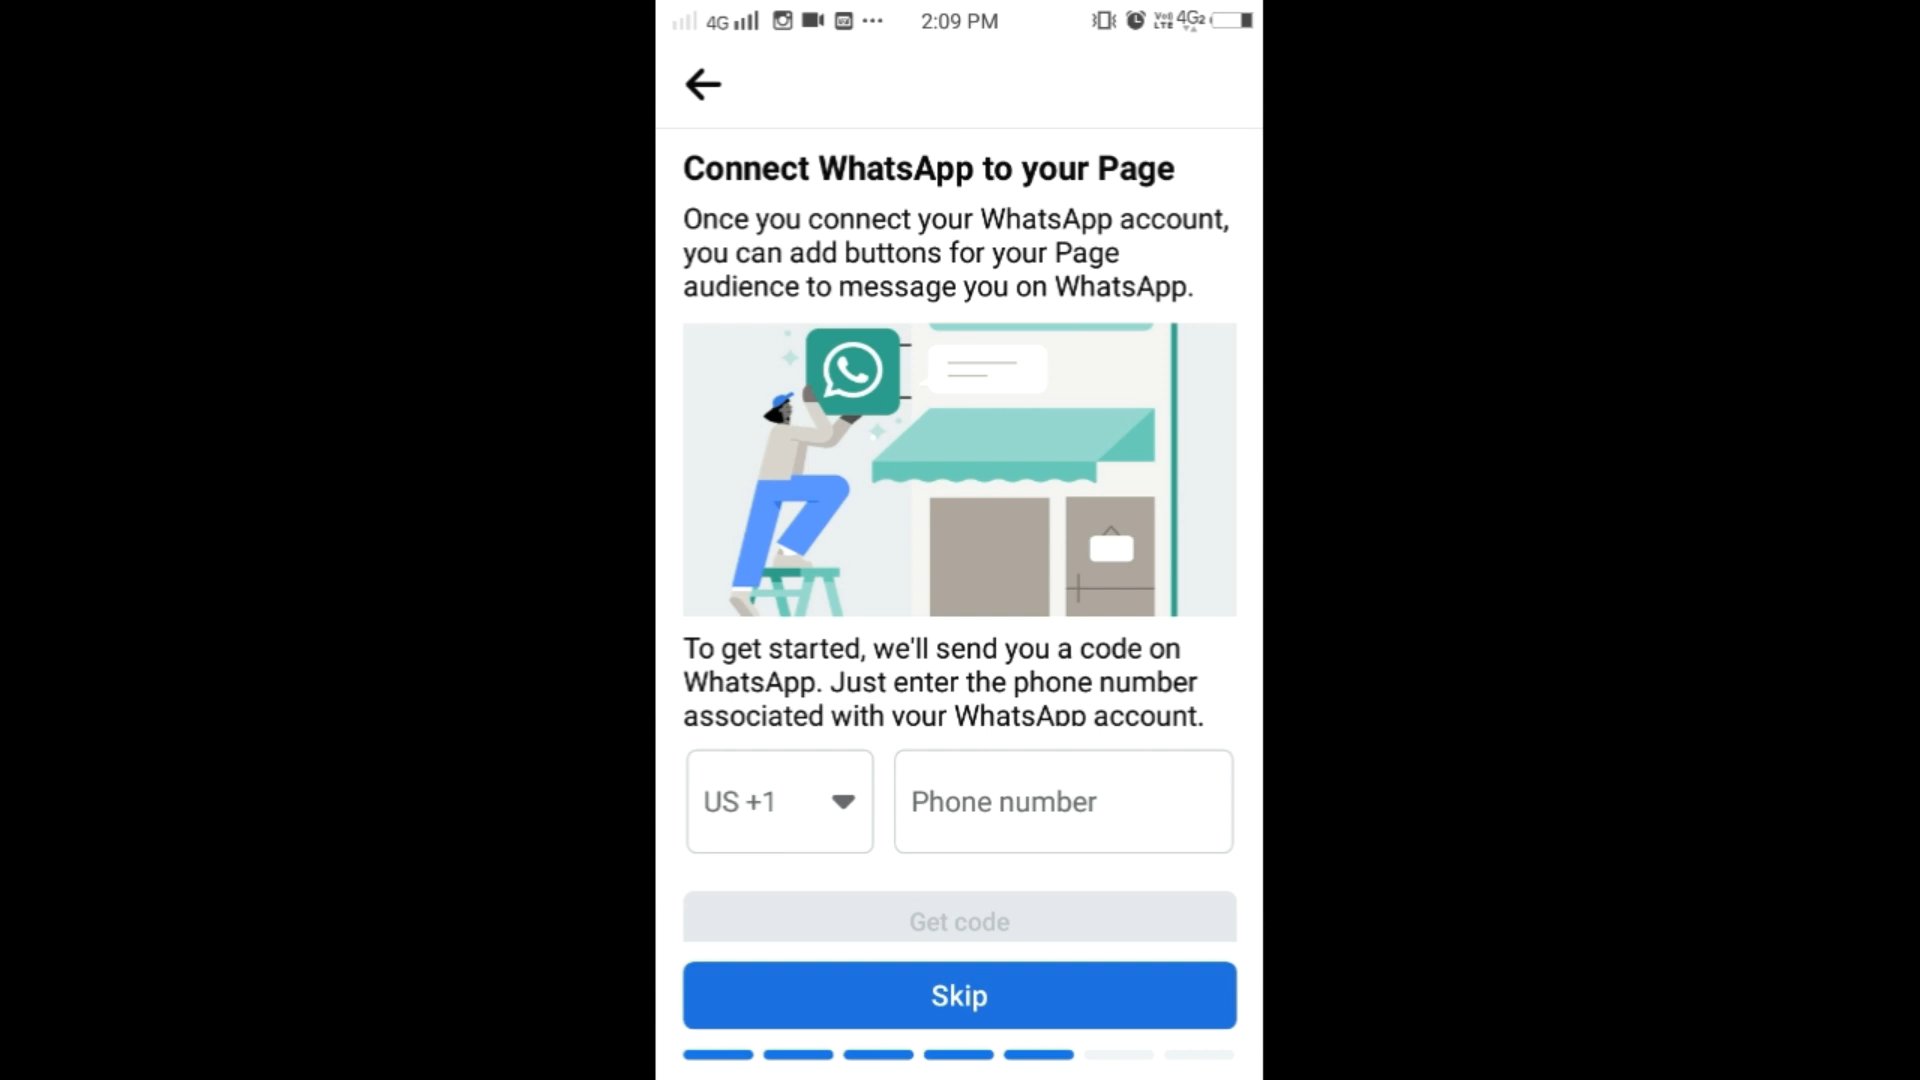 4G 2:09 PM VoLTE 4G2
Connect WhatsApp to your Page
Once you connect your WhatsApp account,
you can add buttons for your Page
audience to message you on WhatsApp.
To get started, we'll send you a code on
WhatsApp. Just enter the phone number
associated with your WhatsApp account.
US +1 Phone number
Get code
Skip